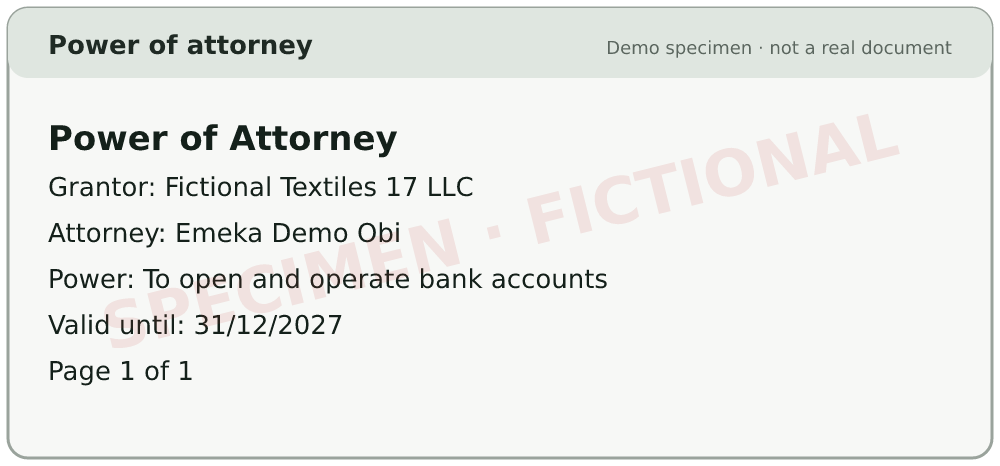 Power of attorney
Demo specimen · not a real document
Power of Attorney
Grantor: Fictional Textiles 17 LLC
Attorney: Emeka Demo Obi
Power: To open and operate bank accounts
Valid until: 31/12/2027
Page 1 of 1
SPECIMEN · FICTIONAL